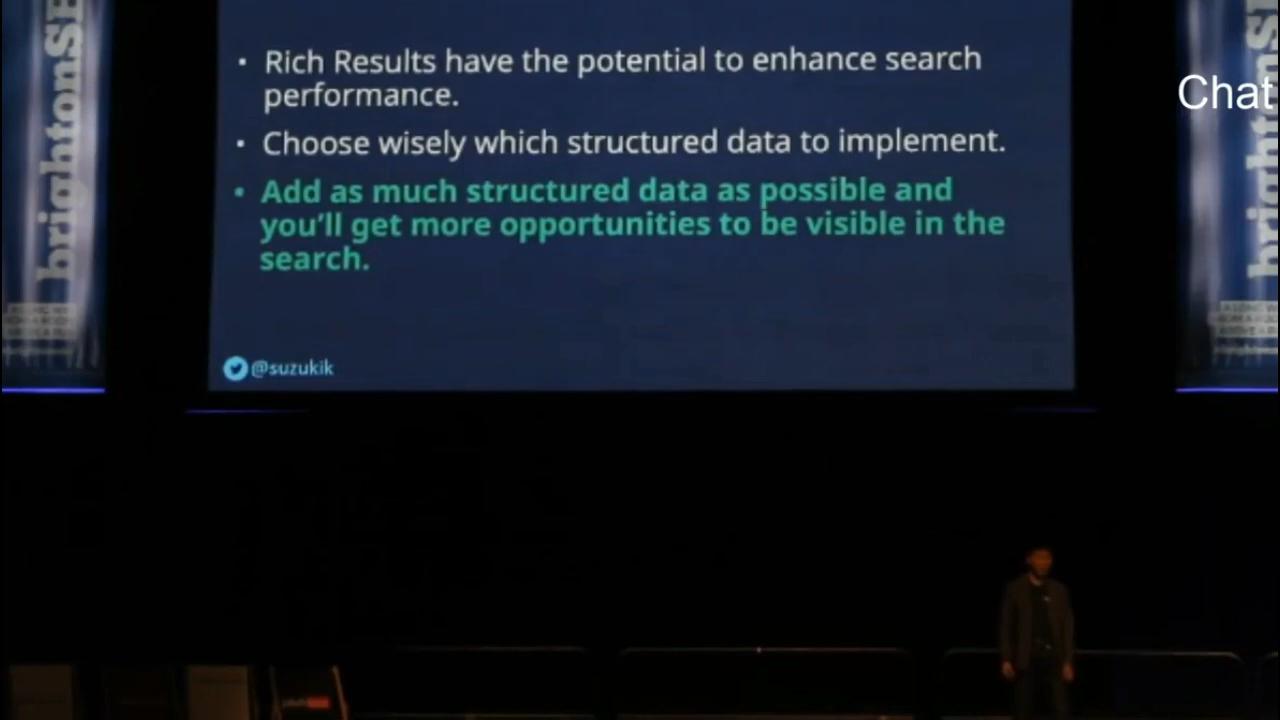 • Rich Results have the potential to enhance search
performance.
• Choose wisely which structured data to implement.
• Add as much structured data as possible and
you'll get more opportunities to be visible in the
search.
@suzukik
brightonSE
Chat
brightonS